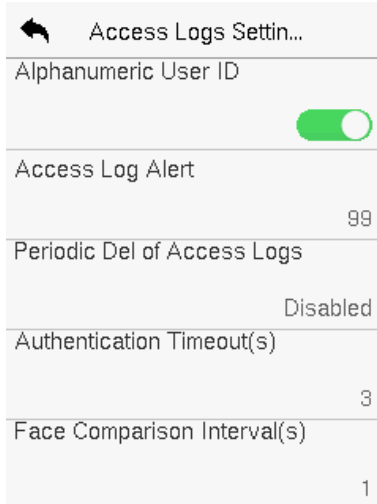 Access Logs Settin...
Alphanumeric User ID
Access Log Alert
99
Periodic Del of Access Logs
Disabled
Authentication Timeout(s)
3
Face Comparison Interval(s)
1